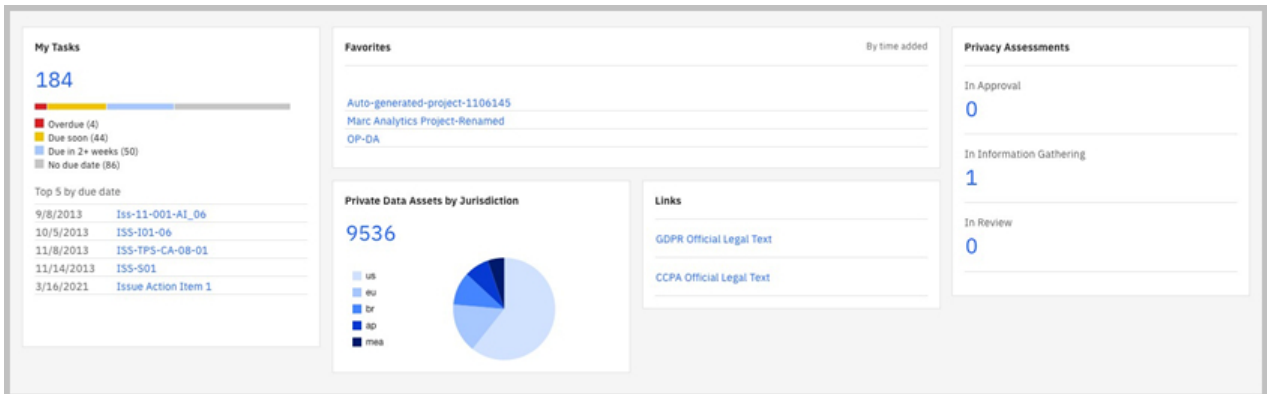 My Tasks
184
Overdue (4)
Due soon (44)
Due in 2+ weeks (50)
No due date (86)
Top 5 by due date
9/8/2013 Iss-11-001-AI_06
10/5/2013 ISS-I01-06
11/8/2013 ISS-TPS-CA-08-01
11/14/2013 ISS-S01
3/16/2021 Issue Action Item 1
Favorites By time added
Auto-generated-project-1106145
Marc Analytics Project-Renamed
OP-DA
Private Data Assets by Jurisdiction
9536
us
eu
br
ap
mea
Links
GDPR Official Legal Text
CCPA Official Legal Text
Privacy Assessments
In Approval
0
In Information Gathering
1
In Review
0